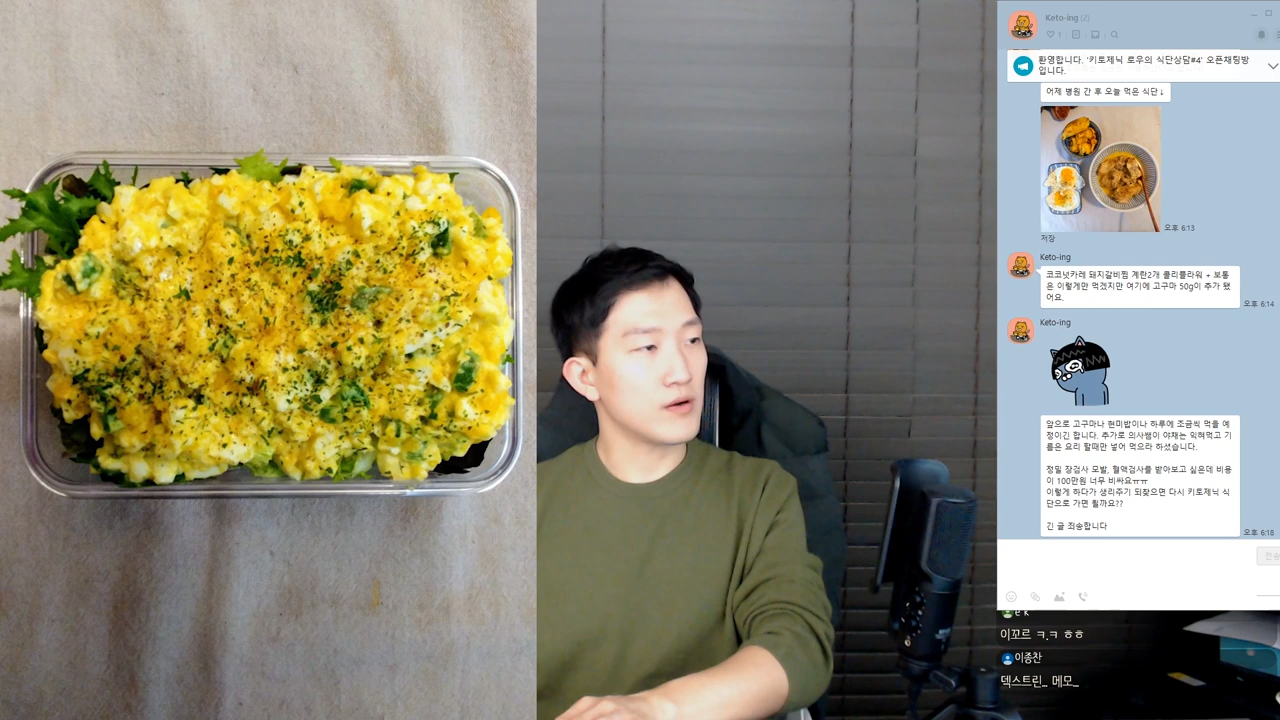 Keto-ing (2)
1
환영합니다. '키토제닉 로우의 식단상담#4' 오픈채팅방
입니다.
어제 병원 간 후 오늘 먹은 식단↓
오후 6:13
저장
Keto-ing
코코넛카레 돼지갈비찜 계란2개 콜리플라워 + 보통
은 이렇게만 먹겠지만 여기에 고구마 50g이 추가 됐
어요.
오후 6:14
Keto-ing
앞으로 고구마나 현미밥이나 하루에 조금씩 먹을 예
정이긴 합니다. 추가로 의사쌤이 야채는 익혀먹고 기
름은 요리 할때만 넣어 먹으라 하셨습니다.
정밀 장검사 모발, 혈액검사를 받아보고 싶은데 비용
이 100만원 너무 비싸요ㅠㅠ
이렇게 하다가 생리주기 되찾으면 다시 키토제닉 식
단으로 가면 될까요??
긴 글 죄송합니다
오후 6:18
전송
이꼬르 ㅋ.ㅋ ㅎㅎ
이종찬
덱스트린... 메모...